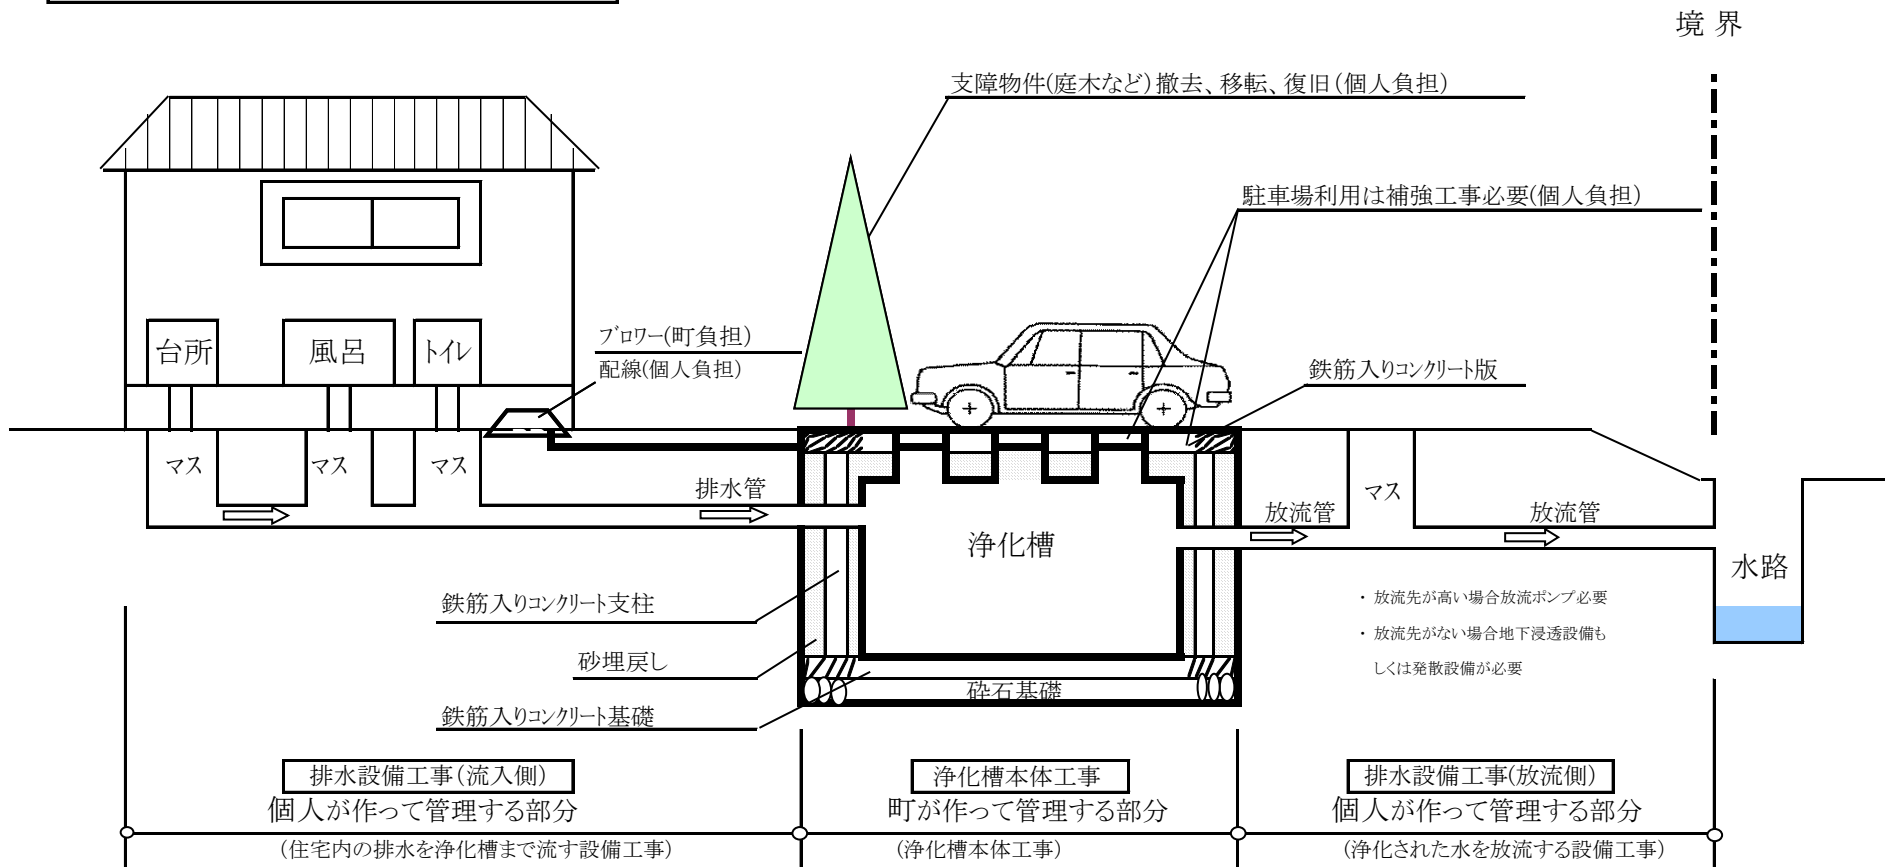 境 界
支障物件(庭木など)撤去、移転、復旧(個人負担)
駐車場利用は補強工事必要(個人負担)
ブロワー(町負担)
配線(個人負担)
鉄筋入りコンクリート版
台所
風呂
トイレ
マス
マス
マス
排水管
放流管
マス
放流管
浄化槽
水路
鉄筋入りコンクリート支柱
砂埋戻し
鉄筋入りコンクリート基礎
砕石基礎
・ 放流先が高い場合放流ポンプ必要
・ 放流先がない場合地下浸透設備も
しくは発散設備が必要
排水設備工事(流入側)
個人が作って管理する部分
(住宅内の排水を浄化槽まで流す設備工事)
浄化槽本体工事
町が作って管理する部分
(浄化槽本体工事)
排水設備工事(放流側)
個人が作って管理する部分
(浄化された水を放流する設備工事)